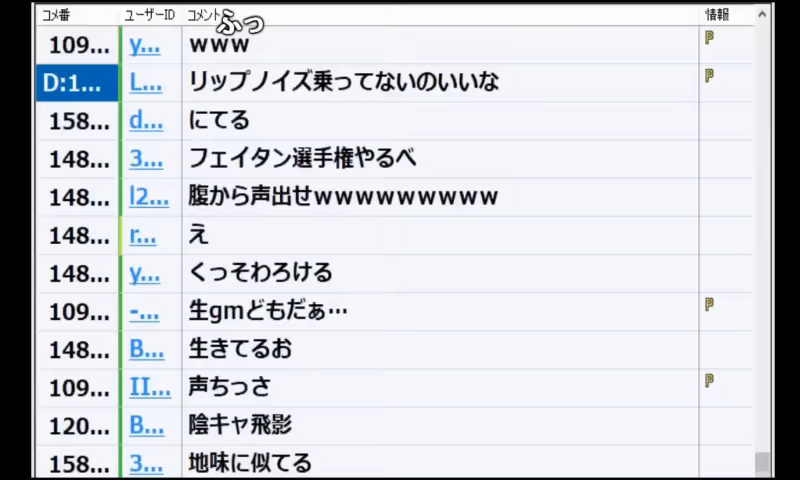 コメ番 ユーザーID コメント 情報
ふっ
109... y... www P
D:1... L... リップノイズ乗ってないのいいな P
158... d... にてる
148... 3... フェイタン選手権やるべ
148... l2... 腹から声出せwwwwwwwww
148... r... え
148... y... くっそわろける
109... -... 生gmどもだぁ… P
148... B... 生きてるお
109... II... 声ちっさ P
120... B... 陰キャ飛影
158... 3... 地味に似てる